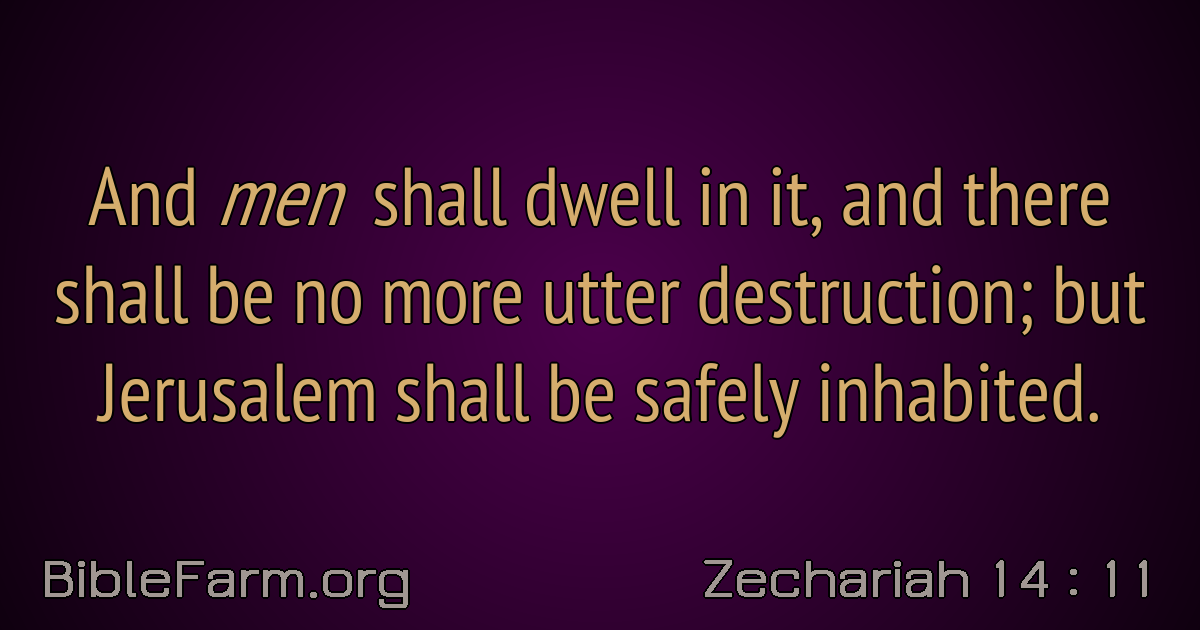 And men shall dwell in it, and there
shall be no more utter destruction; but
Jerusalem shall be safely inhabited.
BibleFarm.org
Zechariah 14 : 11